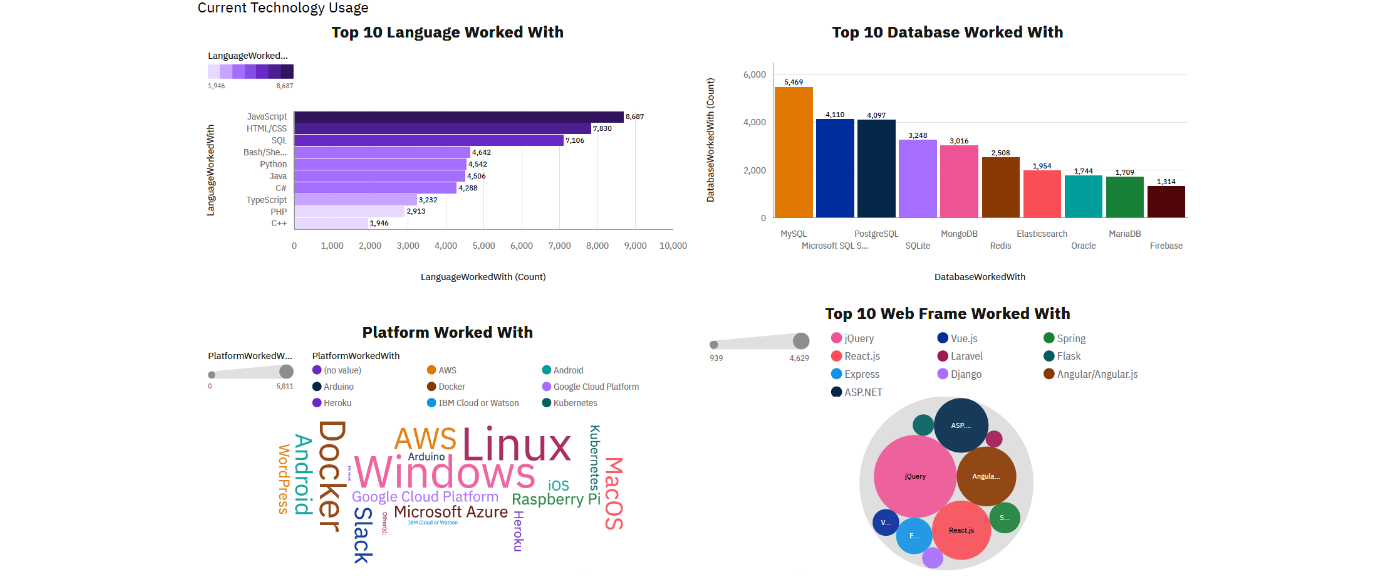 Current Technology Usage
Top 10 Language Worked With
LanguageWorked...
1,946 8,687
LanguageWorkedWith
JavaScript 8,687
HTML/CSS 7,830
SQL 7,106
Bash/She... 4,642
Python 4,542
Java 4,506
C# 4,288
TypeScript 3,232
PHP 2,913
C++ 1,946
0 1,000 2,000 3,000 4,000 5,000 6,000 7,000 8,000 9,000 10,000
LanguageWorkedWith (Count)
Top 10 Database Worked With
DatabaseWorkedWith (Count)
6,000
4,000
2,000
0
5,469 4,110 4,097 3,248 3,016 2,508 1,954 1,744 1,709 1,314
MySQL PostgreSQL MongoDB Elasticsearch MariaDB
Microsoft SQL S... SQLite Redis Oracle Firebase
DatabaseWorkedWith
Platform Worked With
PlatformWorkedW...
0 5,811
PlatformWorkedWith
(no value) AWS Android
Arduino Docker Google Cloud Platform
Heroku IBM Cloud or Watson Kubernetes
WordPress
Android
Docker
AWS
Linux
Arduino
Windows
Google Cloud Platform
iOS
Raspberry Pi
Microsoft Azure
IBM Cloud or Watson
Slack
Other(s):
Heroku
Kubernetes
MacOS
Top 10 Web Frame Worked With
939 4,629
jQuery Vue.js Spring
React.js Laravel Flask
Express Django Angular/Angular.js
ASP.NET
ASP....
jQuery
Angula...
V...
E...
React.js
S...